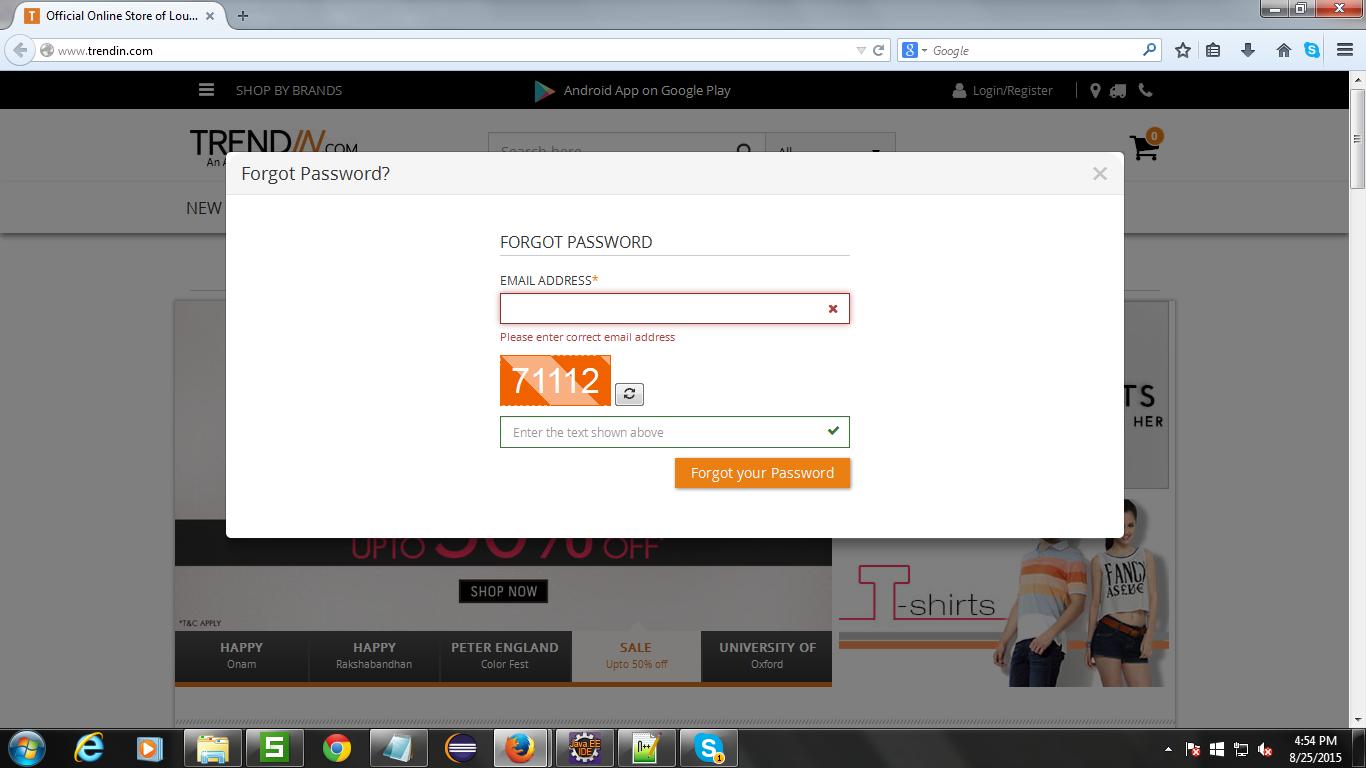 Official Online Store of Lou...
www.trendin.com
Google
SHOP BY BRANDS
Android App on Google Play
Login/Register
TRENDIN.COM
An A
Search here
All
0
Forgot Password?
NEW
FORGOT PASSWORD
EMAIL ADDRESS*
Please enter correct email address
71112
Enter the text shown above
Forgot your Password
TS
HER
UPTO 50% OFF*
SHOP NOW
*T&C APPLY
T-shirts
FANCY
HAPPY
Onam
HAPPY
Rakshabandhan
PETER ENGLAND
Color Fest
SALE
Upto 50% off
UNIVERSITY OF
Oxford
Java EE
IDE
4:54 PM
8/25/2015